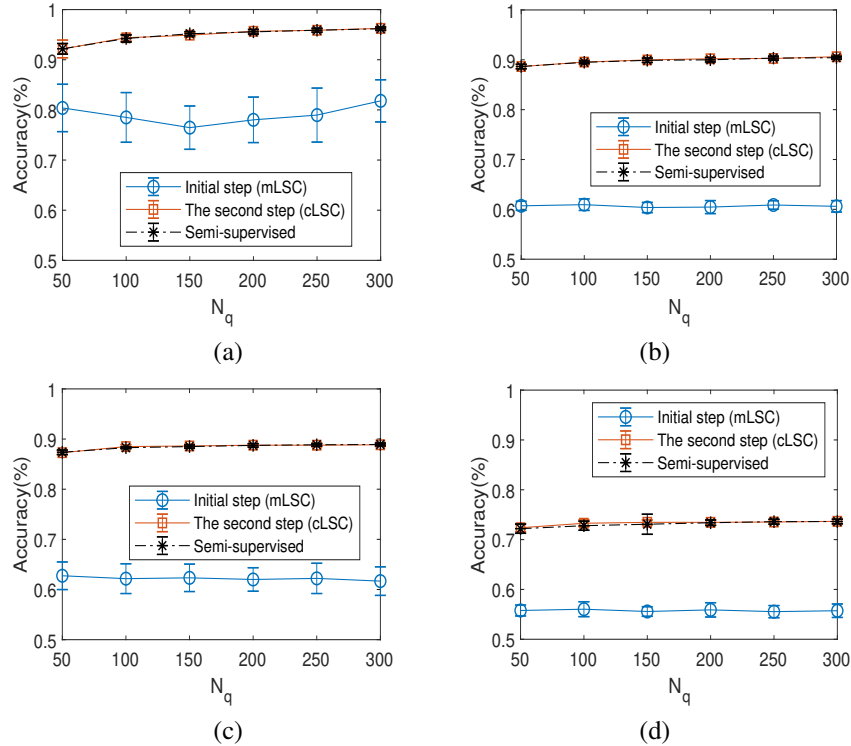 1
0.9
0.8
0.7
0.6
0.5
Accuracy(%)
Initial step (mLSC)
The second step (cLSC)
Semi-supervised
50 100 150 200 250 300
N_q
(a)
1
0.9
0.8
0.7
0.6
0.5
Accuracy(%)
Initial step (mLSC)
The second step (cLSC)
Semi-supervised
50 100 150 200 250 300
N_q
(b)
1
0.9
0.8
0.7
0.6
0.5
Accuracy(%)
Initial step (mLSC)
The second step (cLSC)
Semi-supervised
50 100 150 200 250 300
N_q
(c)
1
0.9
0.8
0.7
0.6
0.5
Accuracy(%)
Initial step (mLSC)
The second step (cLSC)
Semi-supervised
50 100 150 200 250 300
N_q
(d)